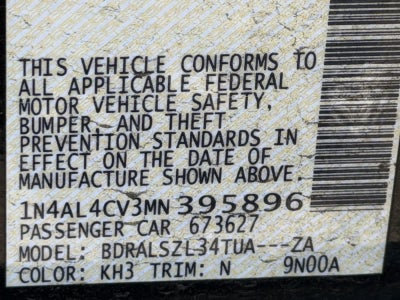 THIS VEHICLE CONFORMS TO
ALL APPLICABLE FEDERAL
MOTOR VEHICLE SAFETY,
BUMPER, AND THEFT
PREVENTION STANDARDS IN
EFFECT ON THE DATE OF
MANUFACTURE SHOWN ABOVE.
1N4AL4CV3MN395896
PASSENGER CAR 673627
MODEL: BDRALSZL34TUA---ZA
COLOR: KH3 TRIM: N 9N00A